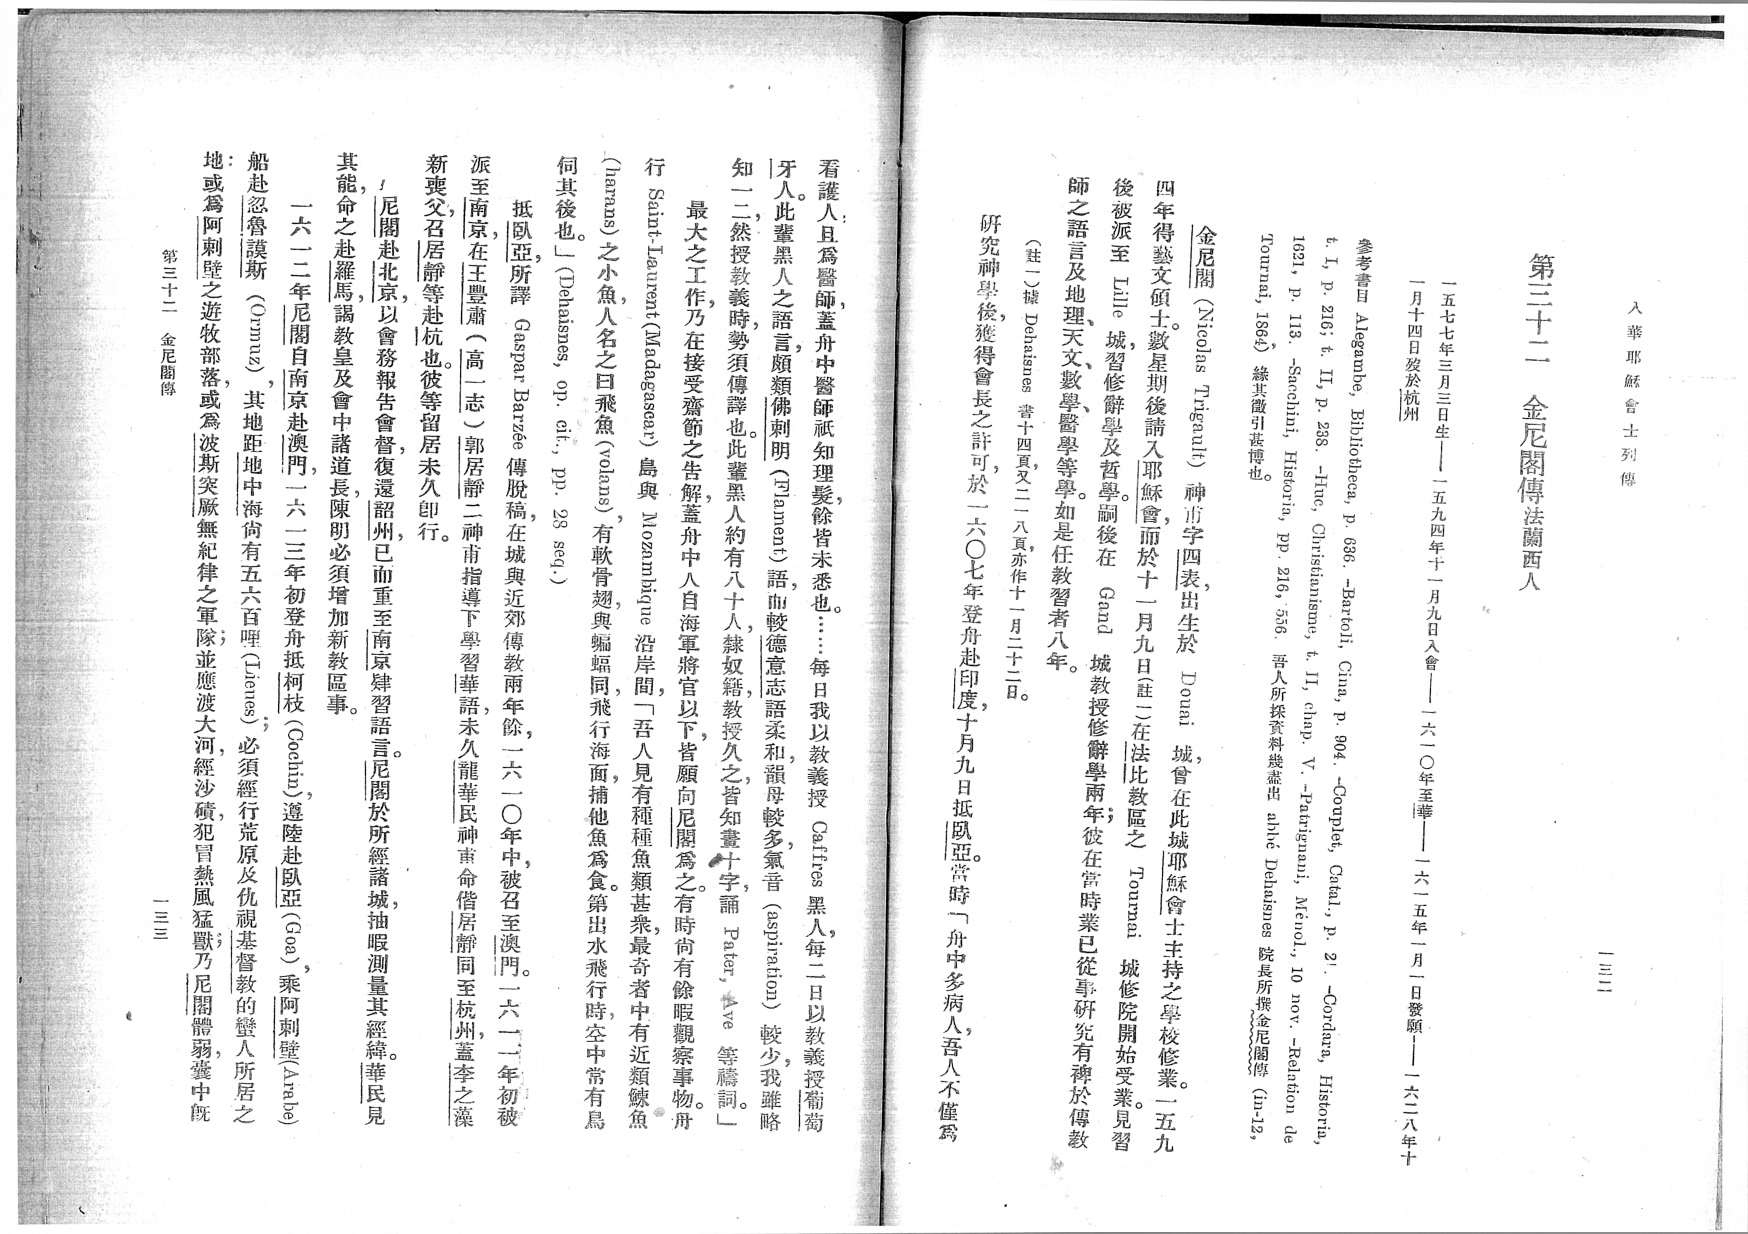 入華耶穌會士列傳
一三二
第三十二　金尼閣傳　法蘭西人
一五七七年三月三日生——一五九四年十一月九日入會——一六一〇年至華——一六一五年一月一日發願——一六二八年十
一月十四日歿於杭州
參考書目 Alegambe, Bibliotheca, p. 636. -Bartoli, Cina, p. 904. -Couplet, Catal., p. 21. -Cordara, Historia,
t. I, p. 216; t. II, p. 238. -Huc, Christianisme, t. II, chap. V. -Patrignani, Ménol., 10 nov. -Relation de
1621, p. 113. -Sacchini, Historia, pp. 216, 556. 吾人所採資料幾盡出 abbé Dehaisnes 院長所撰金尼閣傳 (in-12,
Tournai, 1864) 緣其徵引甚博也。
金尼閣 (Nicolas Trigault) 神甫字四表，出生於 Douai 城，曾在此城耶穌會士主持之學校修業。一五九
四年得藝文碩士。數星期後請入耶穌會，而於十一月九日（註一）在法比教區之 Tournai 城修院開始受業。見習
後被派至 Lille 城，習修辭學及哲學。嗣後在 Gand 城教授修辭學兩年；彼在當時業已從事研究有裨於傳教
師之語言及地理、天文、數學、醫學等學。如是任教習者八年。
（註一）據 Dehaisnes 書十四頁，又二一八頁，亦作十一月二十二日。
研究神學後，獲得會長之許可，於一六〇七年登舟赴印度，十月九日抵臥亞。當時「舟中多病人，吾人不僅爲
看護人，且爲醫師，蓋舟中醫師祇知理髮，餘皆未悉也。……每日我以教義授 Caffres 黑人，每二日以教義授葡萄
牙人。此輩黑人之語言，頗類佛剌明 (Flament) 語，而較德意志語柔和，韻母較多，氣音 (aspiration) 較少，我雖略
知一二，然授教義時，勢須傳譯也。此輩黑人約有八十人，隸奴籍，教授久之，皆知畫十字，誦 Pater, Ave 等禱詞。」
最大之工作，乃在接受齋節之告解，蓋舟中人自海軍將官以下，皆願向尼閣爲之。有時尚有餘暇觀察事物。舟
行 Saint-Laurent (Madagascar) 島與 Mozambique 沿岸間，「吾人見有種種魚類甚衆，最奇者中有近類鰊魚
(harans) 之小魚，人名之曰飛魚 (volans)，有軟骨翅，與蝙蝠同，飛行海面，捕他魚爲食。第出水飛行時，空中常有鳥
伺其後也。」(Dehaisnes, op. cit., pp. 28 seq.)
抵臥亞，所譯 Gaspar Barzée 傳脫稿，在城與近郊傳教兩年餘，一六一〇年中，被召至澳門。一六一一年初被
派至南京，在王豐肅（高一志）郭居靜二神甫指導下學習華語，未久龍華民神甫命偕居靜同至杭州，蓋李之藻
新喪父，召居靜等赴杭也。彼等留居未久卽行。
尼閣赴北京，以會務報告會督，復還韶州，已而重至南京肄習語言。尼閣於所經諸城，抽暇測量其經緯。華民見
其能，命之赴羅馬，謁教皇及會中諸道長，陳明必須增加新教區事。
一六一二年尼閣自南京赴澳門，一六一三年初登舟抵柯枝 (Cochin)，遵陸赴臥亞 (Goa)，乘阿剌壁 (Arabe)
船赴忽魯謨斯 (Ormuz)，其地距地中海尚有五六百哩 (Lienes)；必須經行荒原及仇視基督教的蠻人所居之
地：或爲阿剌壁之遊牧部落，或爲波斯突厥無紀律之軍隊；並應渡大河，經沙磧，犯冒熱風猛獸；乃尼閣體弱，囊中旣
第三十二　金尼閣傳
一三三